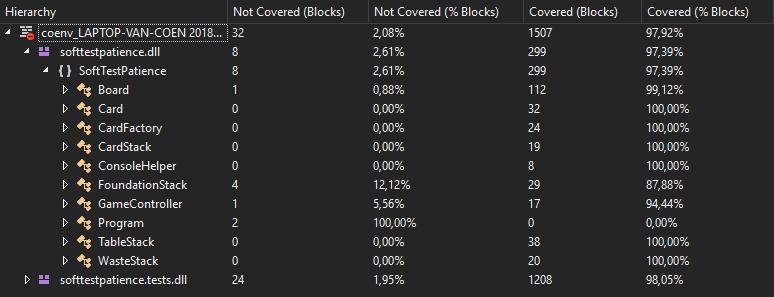 Hierarchy Not Covered (Blocks) Not Covered (% Blocks) Covered (Blocks) Covered (% Blocks)
coenv_LAPTOP-VAN-COEN 2018... 32 2,08% 1507 97,92%
softtestpatience.dll 8 2,61% 299 97,39%
{ } SoftTestPatience 8 2,61% 299 97,39%
Board 1 0,88% 112 99,12%
Card 0 0,00% 32 100,00%
CardFactory 0 0,00% 24 100,00%
CardStack 0 0,00% 19 100,00%
ConsoleHelper 0 0,00% 8 100,00%
FoundationStack 4 12,12% 29 87,88%
GameController 1 5,56% 17 94,44%
Program 2 100,00% 0 0,00%
TableStack 0 0,00% 38 100,00%
WasteStack 0 0,00% 20 100,00%
softtestpatience.tests.dll 24 1,95% 1208 98,05%